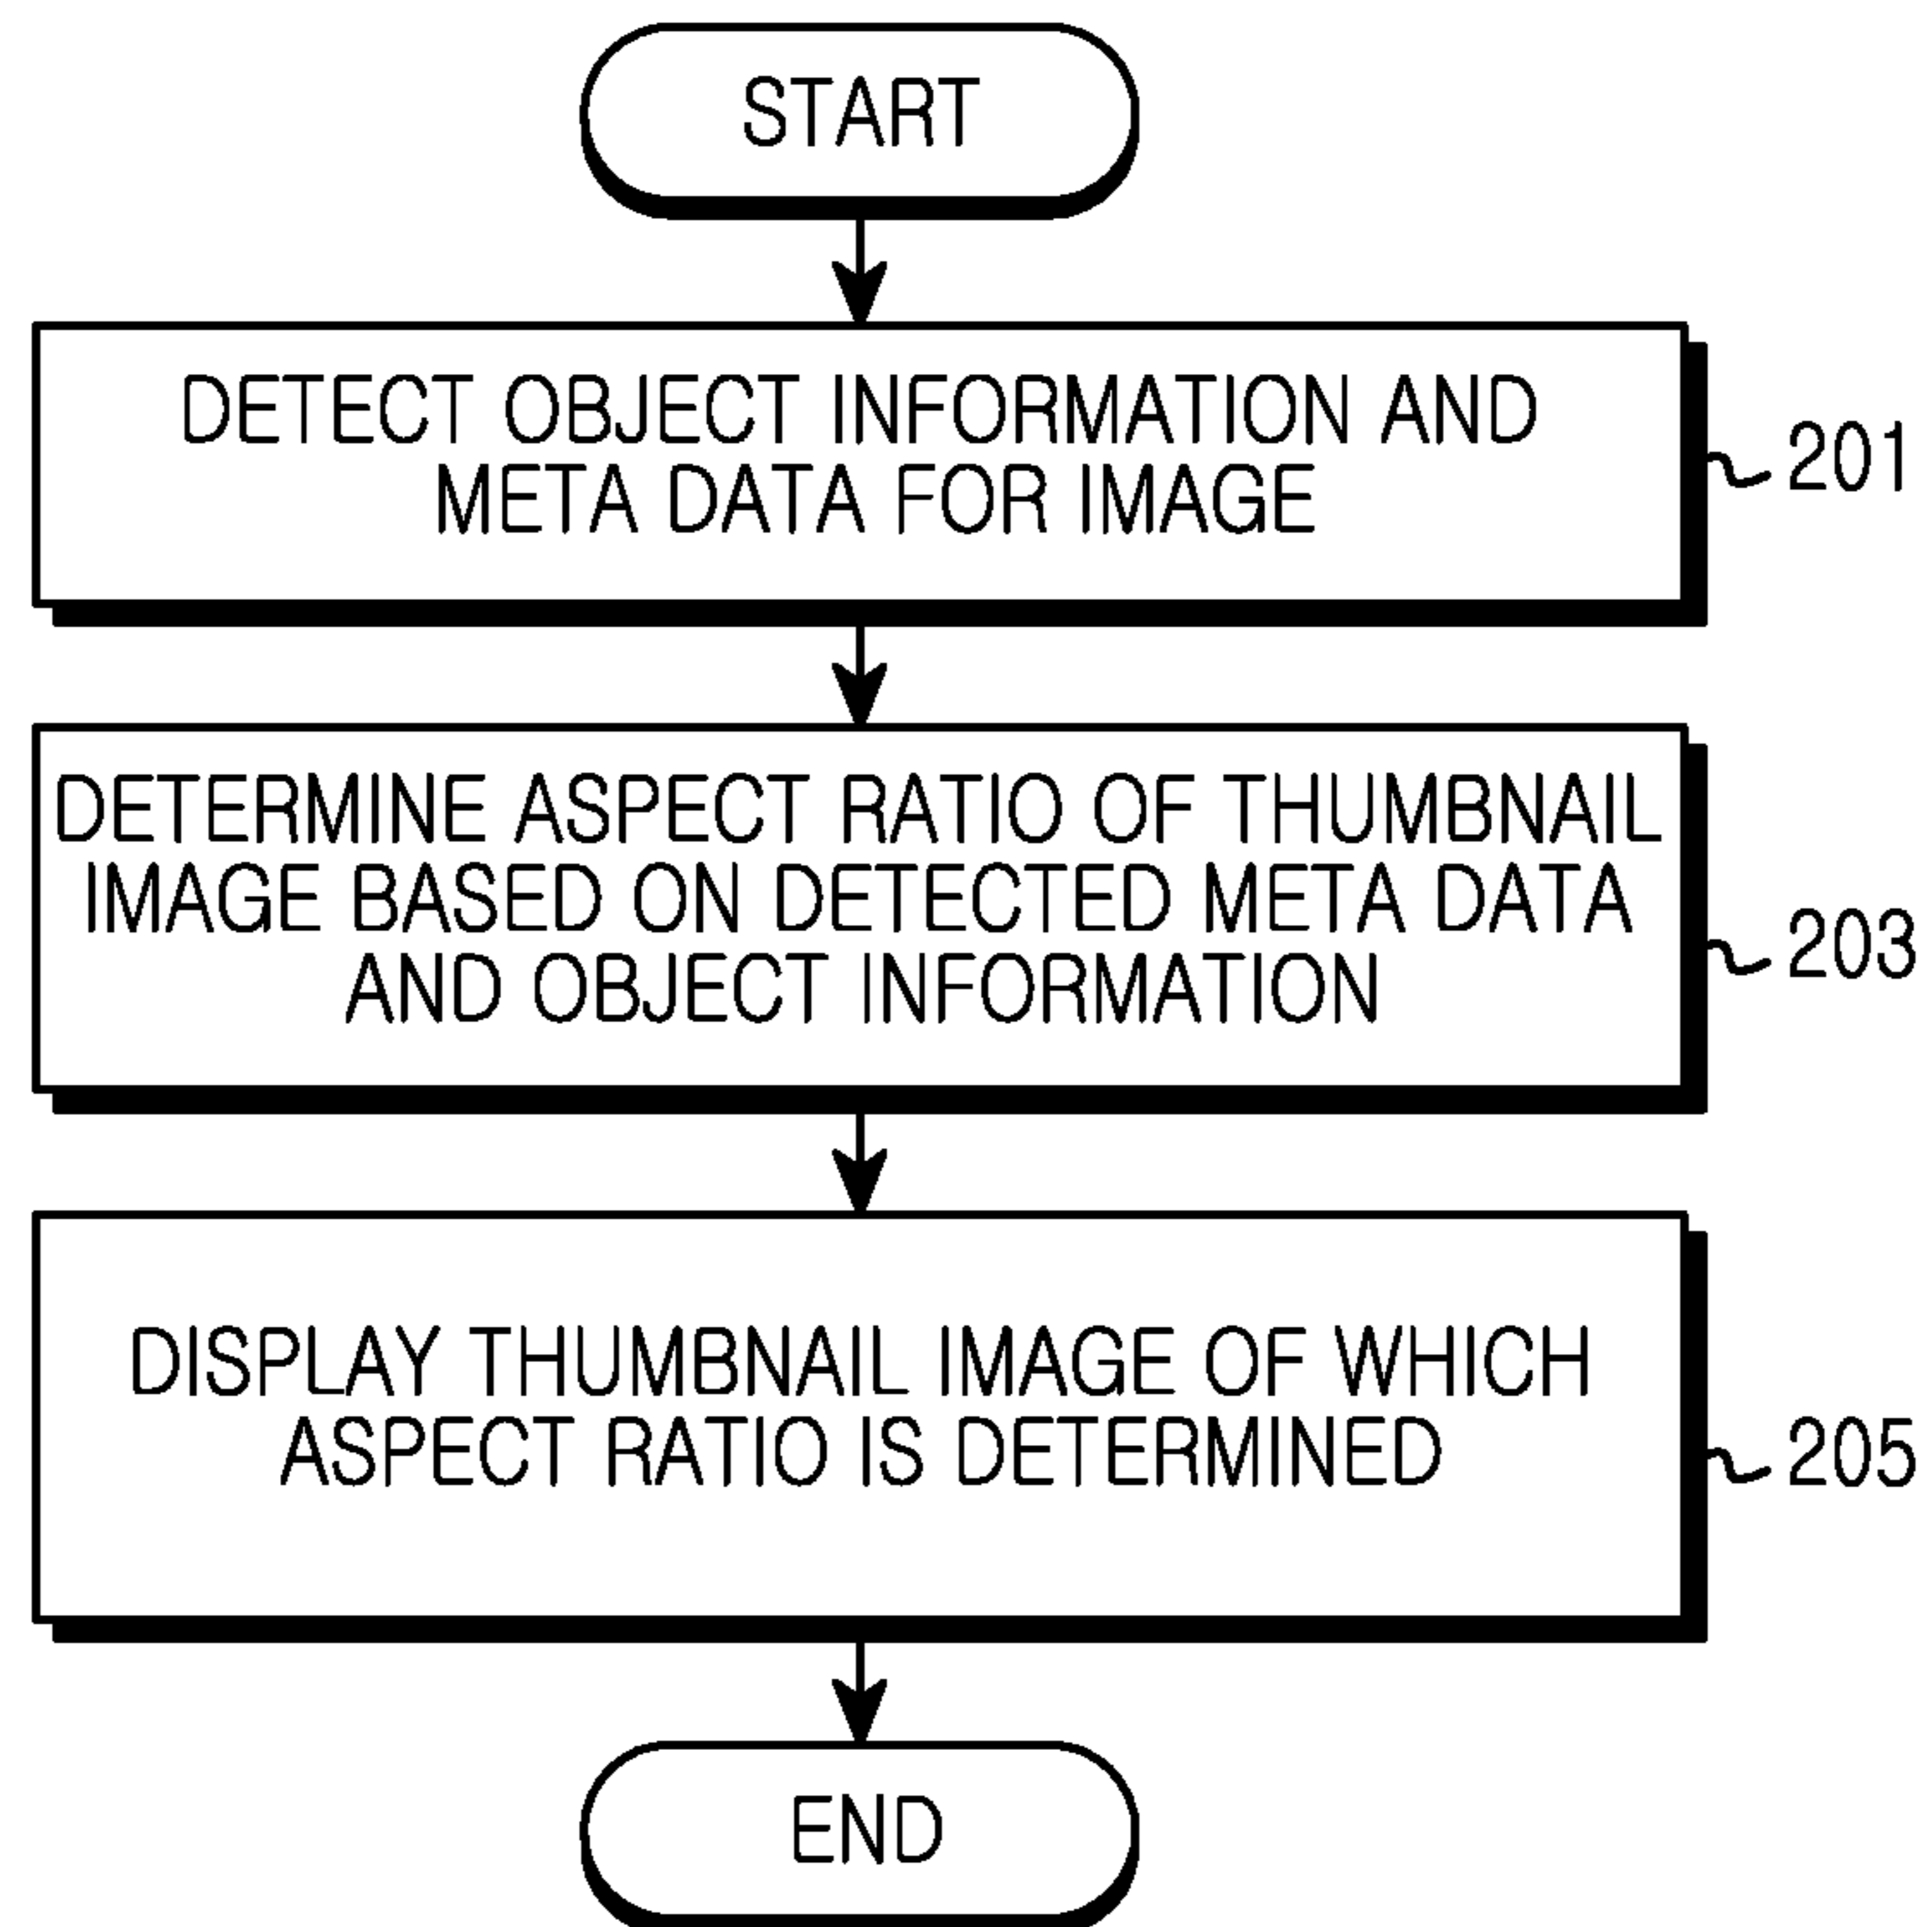 START
DETECT OBJECT INFORMATION AND
META DATA FOR IMAGE
201
DETERMINE ASPECT RATIO OF THUMBNAIL
IMAGE BASED ON DETECTED META DATA
AND OBJECT INFORMATION
203
DISPLAY THUMBNAIL IMAGE OF WHICH
ASPECT RATIO IS DETERMINED
205
END